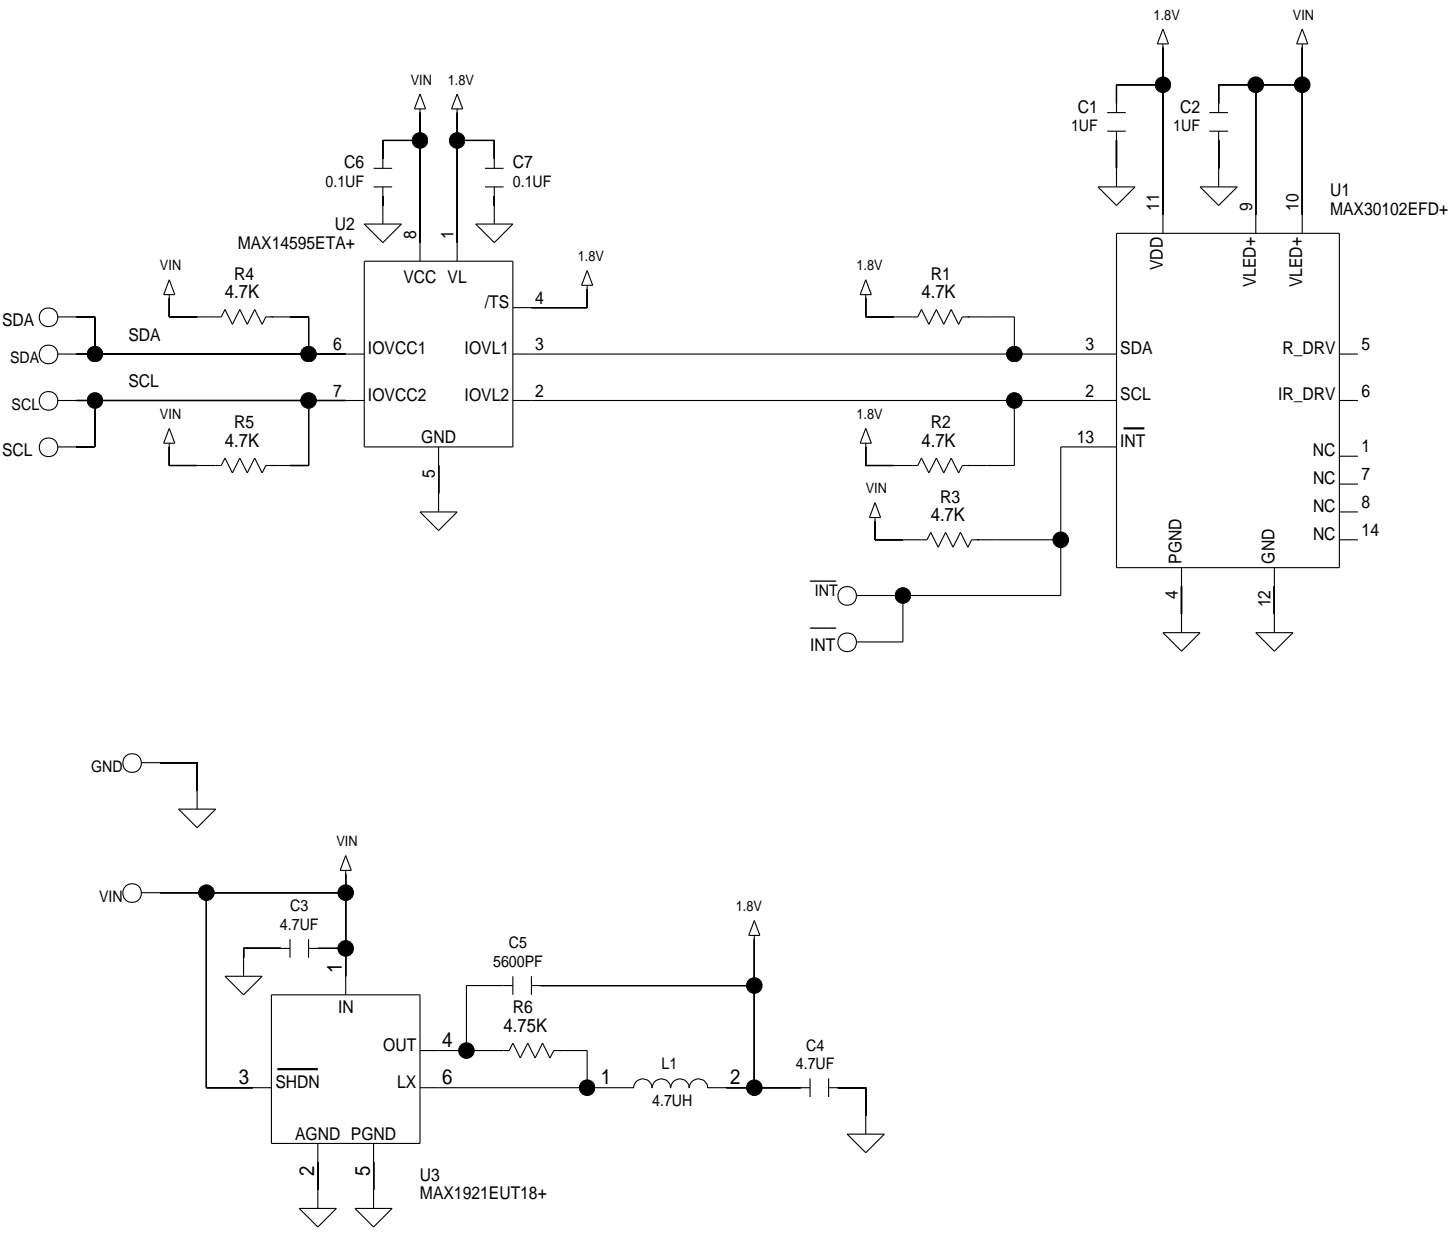 1.8V
VIN
C1
1UF
C2
1UF
11
9
10
U1
MAX30102EFD+
VDD
VLED+
VLED+
VIN
1.8V
C6
0.1UF
C7
0.1UF
U2
MAX14595ETA+
8
1
VCC
VL
/TS
4
1.8V
VIN
R4
4.7K
SDA
SDA
SDA
6
IOVCC1
IOVL1
3
SCL
SCL
SCL
7
IOVCC2
IOVL2
2
VIN
R5
4.7K
GND
5
1.8V
R1
4.7K
3
SDA
R_DRV
5
2
SCL
IR_DRV
6
1.8V
R2
4.7K
13
INT
NC
1
NC
7
NC
8
NC
14
VIN
R3
4.7K
PGND
GND
4
12
INT
INT
GND
VIN
VIN
C3
4.7UF
1
IN
1.8V
C5
5600PF
R6
4.75K
OUT
4
3
SHDN
LX
6
1
L1
4.7UH
2
C4
4.7UF
AGND
PGND
2
5
U3
MAX1921EUT18+